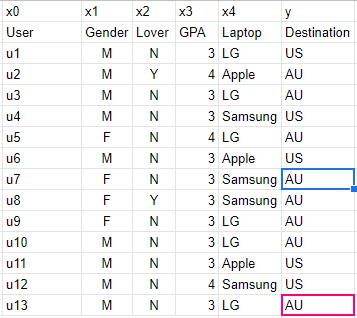 x0 x1 x2 x3 x4 y
User Gender Lover GPA Laptop Destination
u1 M N 3 LG US
u2 M Y 4 Apple AU
u3 M N 3 LG AU
u4 M N 3 Samsung US
u5 F N 4 LG AU
u6 M N 3 Apple US
u7 F N 3 Samsung AU
u8 F Y 3 Samsung AU
u9 F N 3 LG AU
u10 M N 3 LG AU
u11 M N 3 Apple US
u12 M N 4 Samsung US
u13 M N 3 LG AU